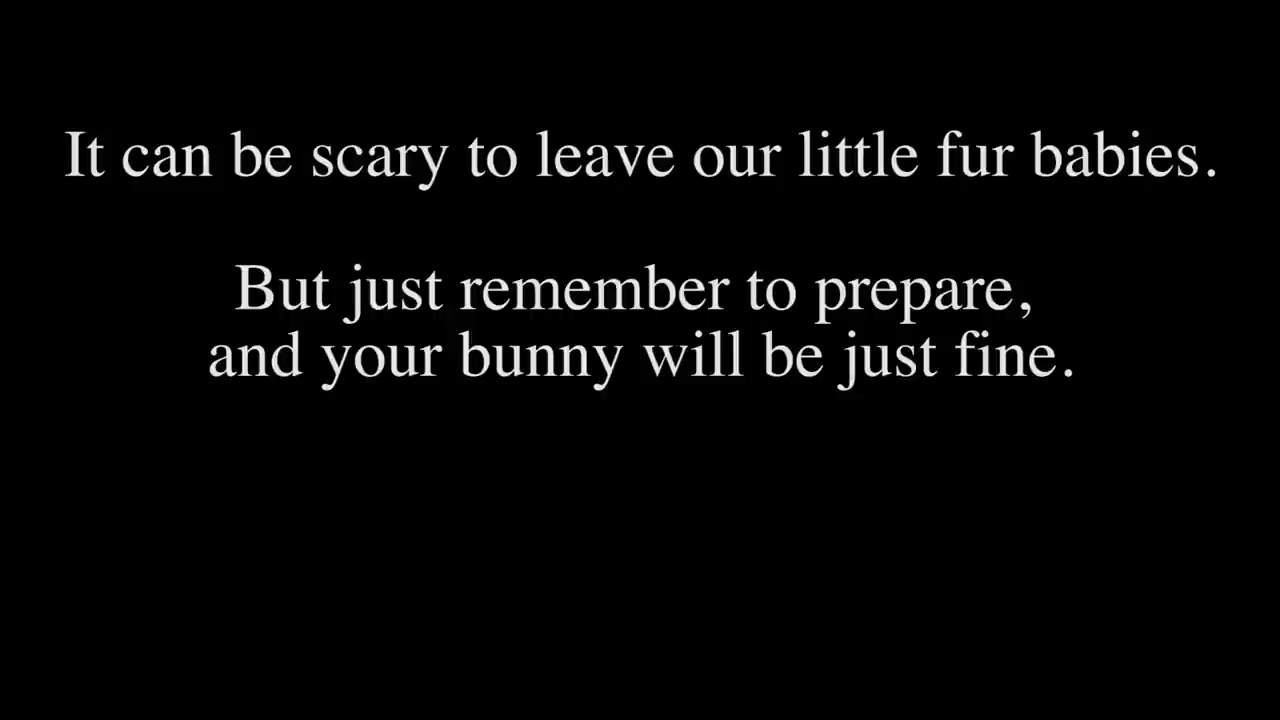 It can be scary to leave our little fur babies.
But just remember to prepare,
and your bunny will be just fine.